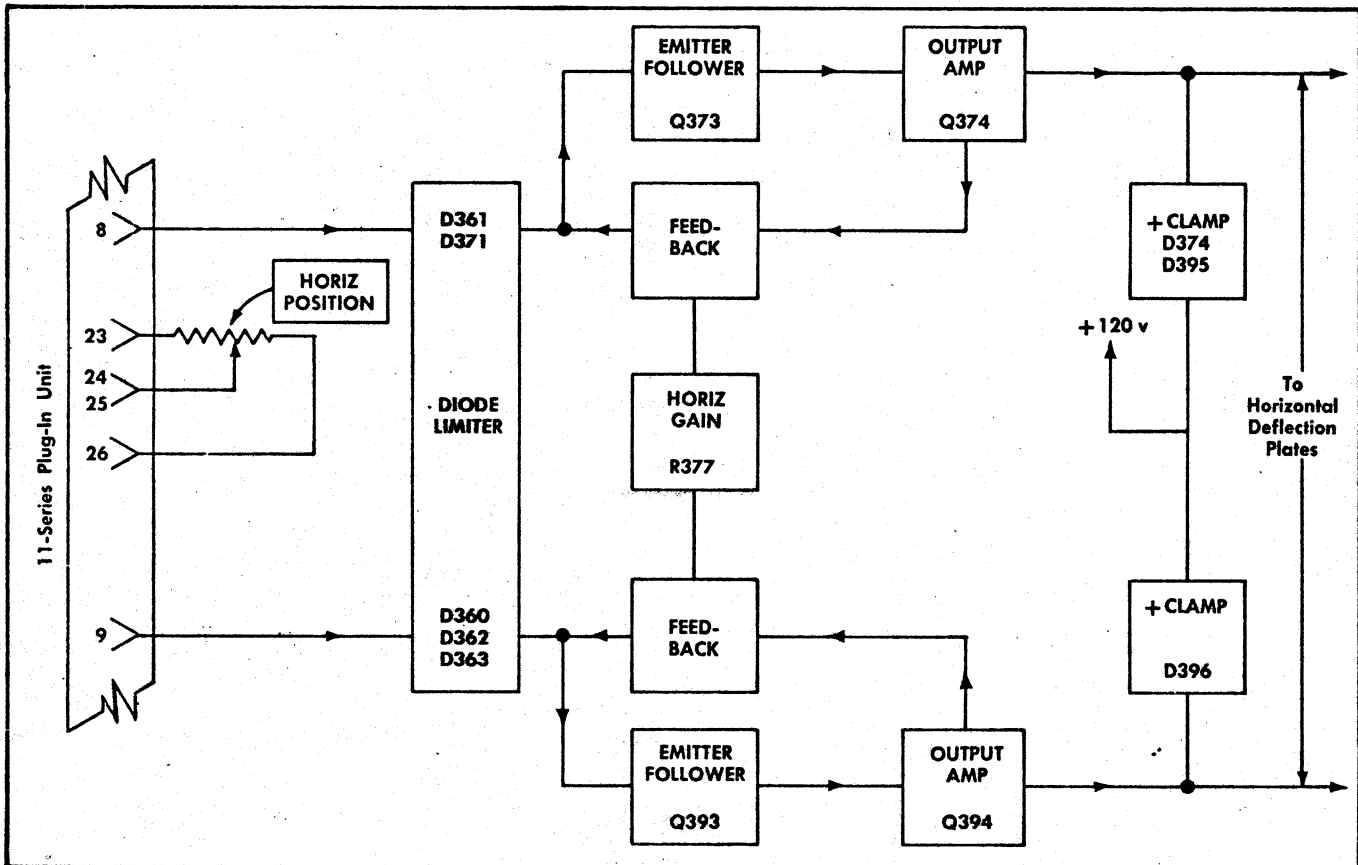 EMITTER
FOLLOWER
Q373
OUTPUT
AMP
Q374
8
D361
D371
FEED-
BACK
+ CLAMP
D374
D395
HORIZ
POSITION
23
24
25
26
11-Series Plug-In Unit
DIODE
LIMITER
HORIZ
GAIN
R377
+ 120 v
To
Horizontal
Deflection
Plates
9
D360
D362
D363
FEED-
BACK
+ CLAMP
D396
EMITTER
FOLLOWER
Q393
OUTPUT
AMP
Q394